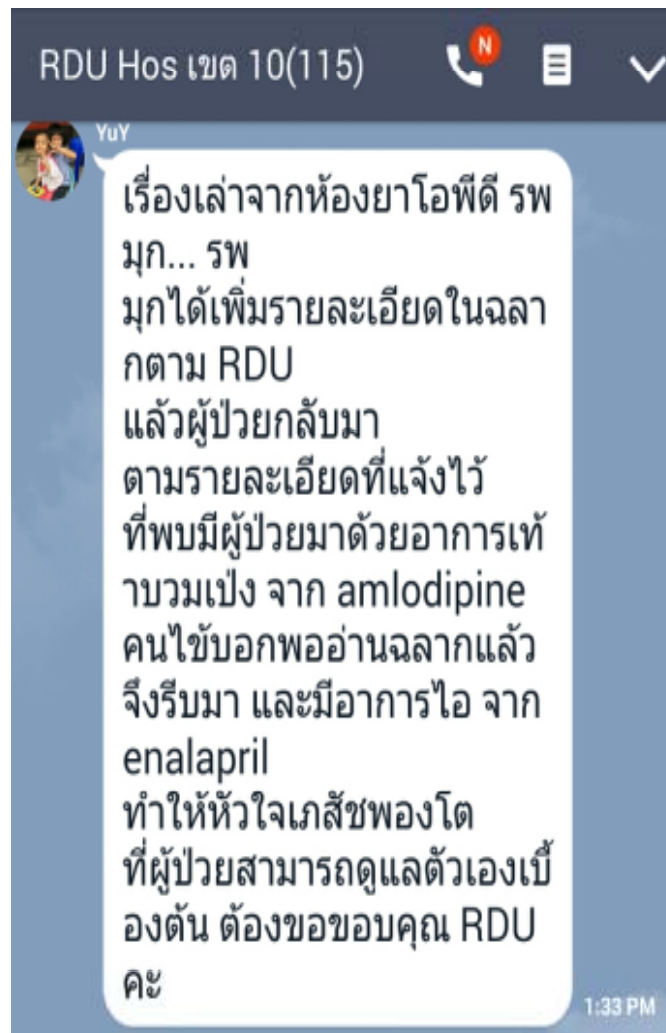 RDU Hos เขต 10(115)
N
YuY
เรื่องเล่าจากห้องยาโอพีดี รพ
มุก... รพ
มุกได้เพิ่มรายละเอียดในฉลา
กตาม RDU
แล้วผู้ป่วยกลับมา
ตามรายละเอียดที่แจ้งไว้
ที่พบมีผู้ป่วยมาด้วยอาการเท้
าบวมเป่ง จาก amlodipine
คนไข้บอกพออ่านฉลากแล้ว
จึงรีบมา และมีอาการไอ จาก
enalapril
ทำให้หัวใจเภสัชพองโต
ที่ผู้ป่วยสามารถดูแลตัวเองเบื้
องต้น ต้องขอขอบคุณ RDU
คะ
1:33 PM